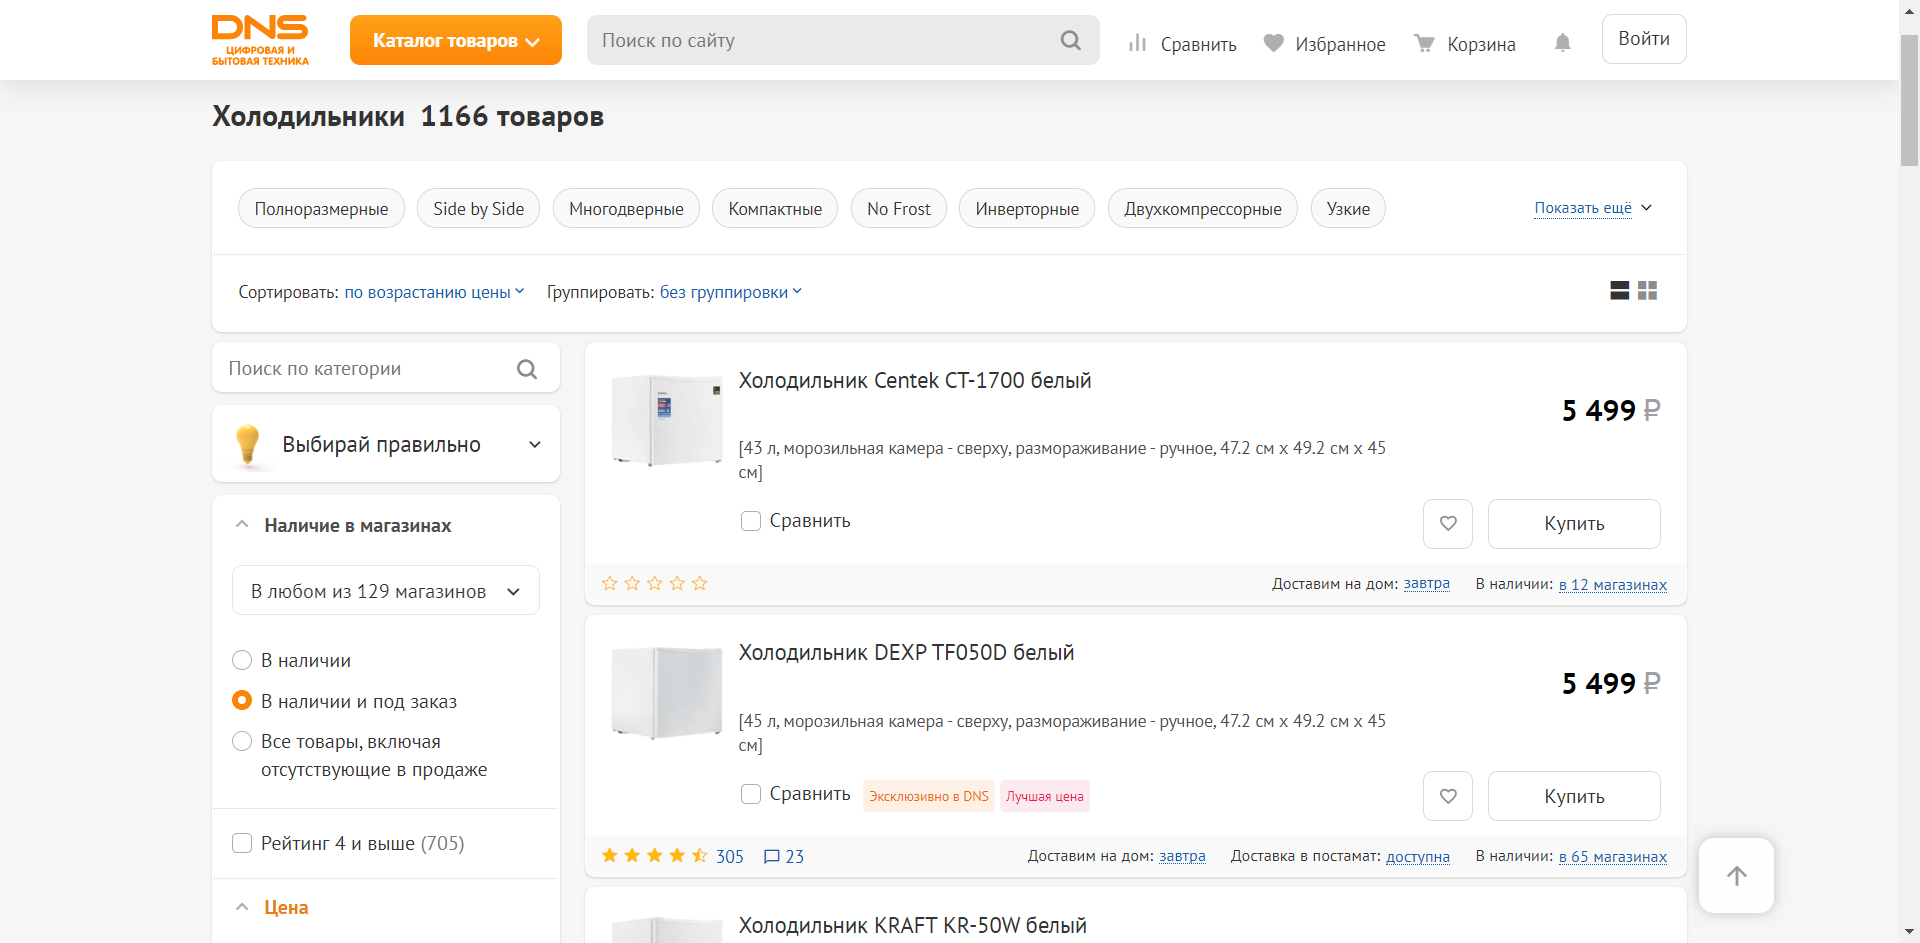 DNS
ЦИФРОВАЯ И
БЫТОВАЯ ТЕХНИКА
Каталог товаров
Поиск по сайту
Сравнить
Избранное
Корзина
Войти
Холодильники 1166 товаров
Полноразмерные
Side by Side
Многодверные
Компактные
No Frost
Инверторные
Двухкомпрессорные
Узкие
Показать ещё
Сортировать: по возрастанию цены
Группировать: без группировки
Поиск по категории
Выбирай правильно
Наличие в магазинах
В любом из 129 магазинов
В наличии
В наличии и под заказ
Все товары, включая
отсутствующие в продаже
Рейтинг 4 и выше (705)
Цена
Холодильник Centek CT-1700 белый
5 499 ₽
[43 л, морозильная камера - сверху, размораживание - ручное, 47.2 см х 49.2 см х 45
см]
Сравнить
Купить
Доставим на дом: завтра
В наличии: в 12 магазинах
Холодильник DEXP TF050D белый
5 499 ₽
[45 л, морозильная камера - сверху, размораживание - ручное, 47.2 см х 49.2 см х 45
см]
Сравнить
Эксклюзивно в DNS
Лучшая цена
Купить
305
23
Доставим на дом: завтра
Доставка в постамат: доступна
В наличии: в 65 магазинах
Холодильник KRAFT KR-50W белый